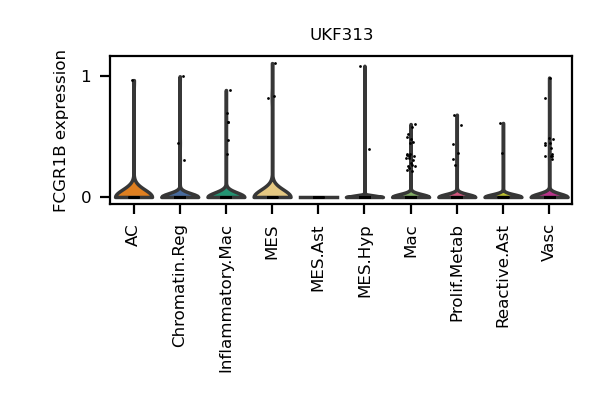 UKF313
FCGR1B expression
1
0
AC
Chromatin.Reg
Inflammatory.Mac
MES
MES.Ast
MES.Hyp
Mac
Prolif.Metab
Reactive.Ast
Vasc